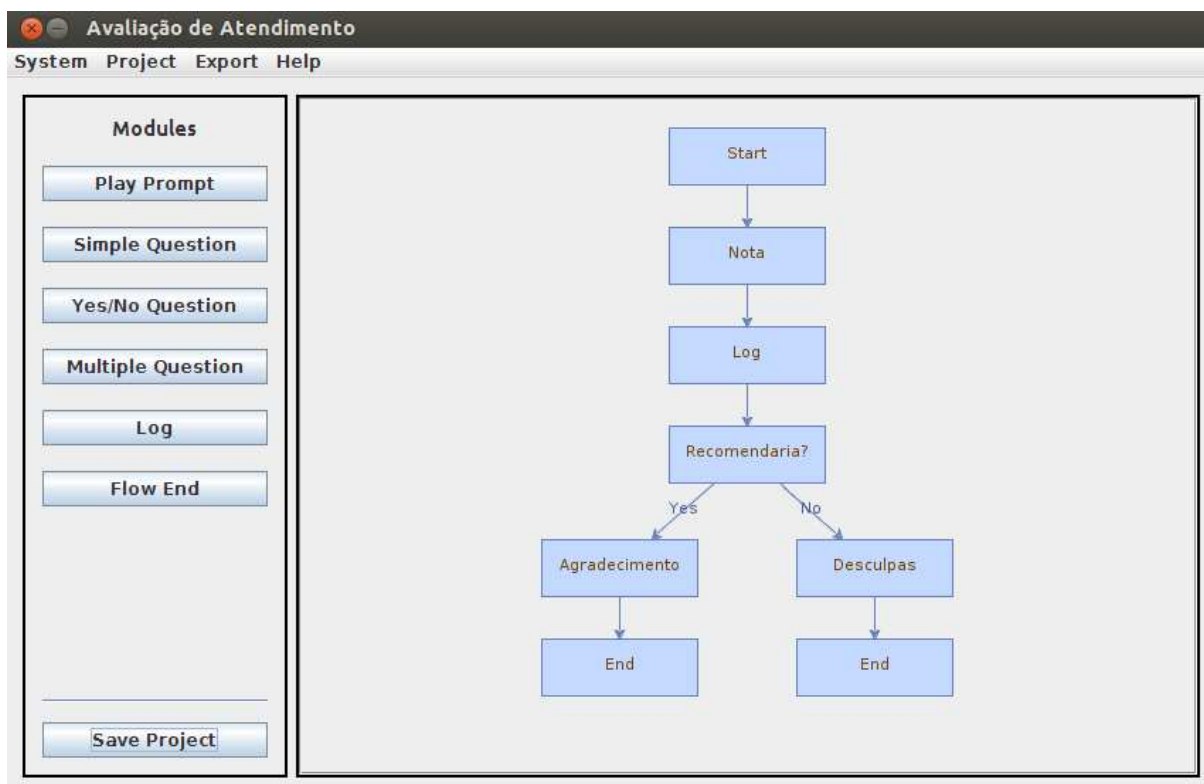 Avaliação de Atendimento
System Project Export Help
Modules
Play Prompt
Simple Question
Yes/No Question
Multiple Question
Log
Flow End
Save Project
Start
Nota
Log
Recomendaria?
Yes No
Agradecimento Desculpas
End End